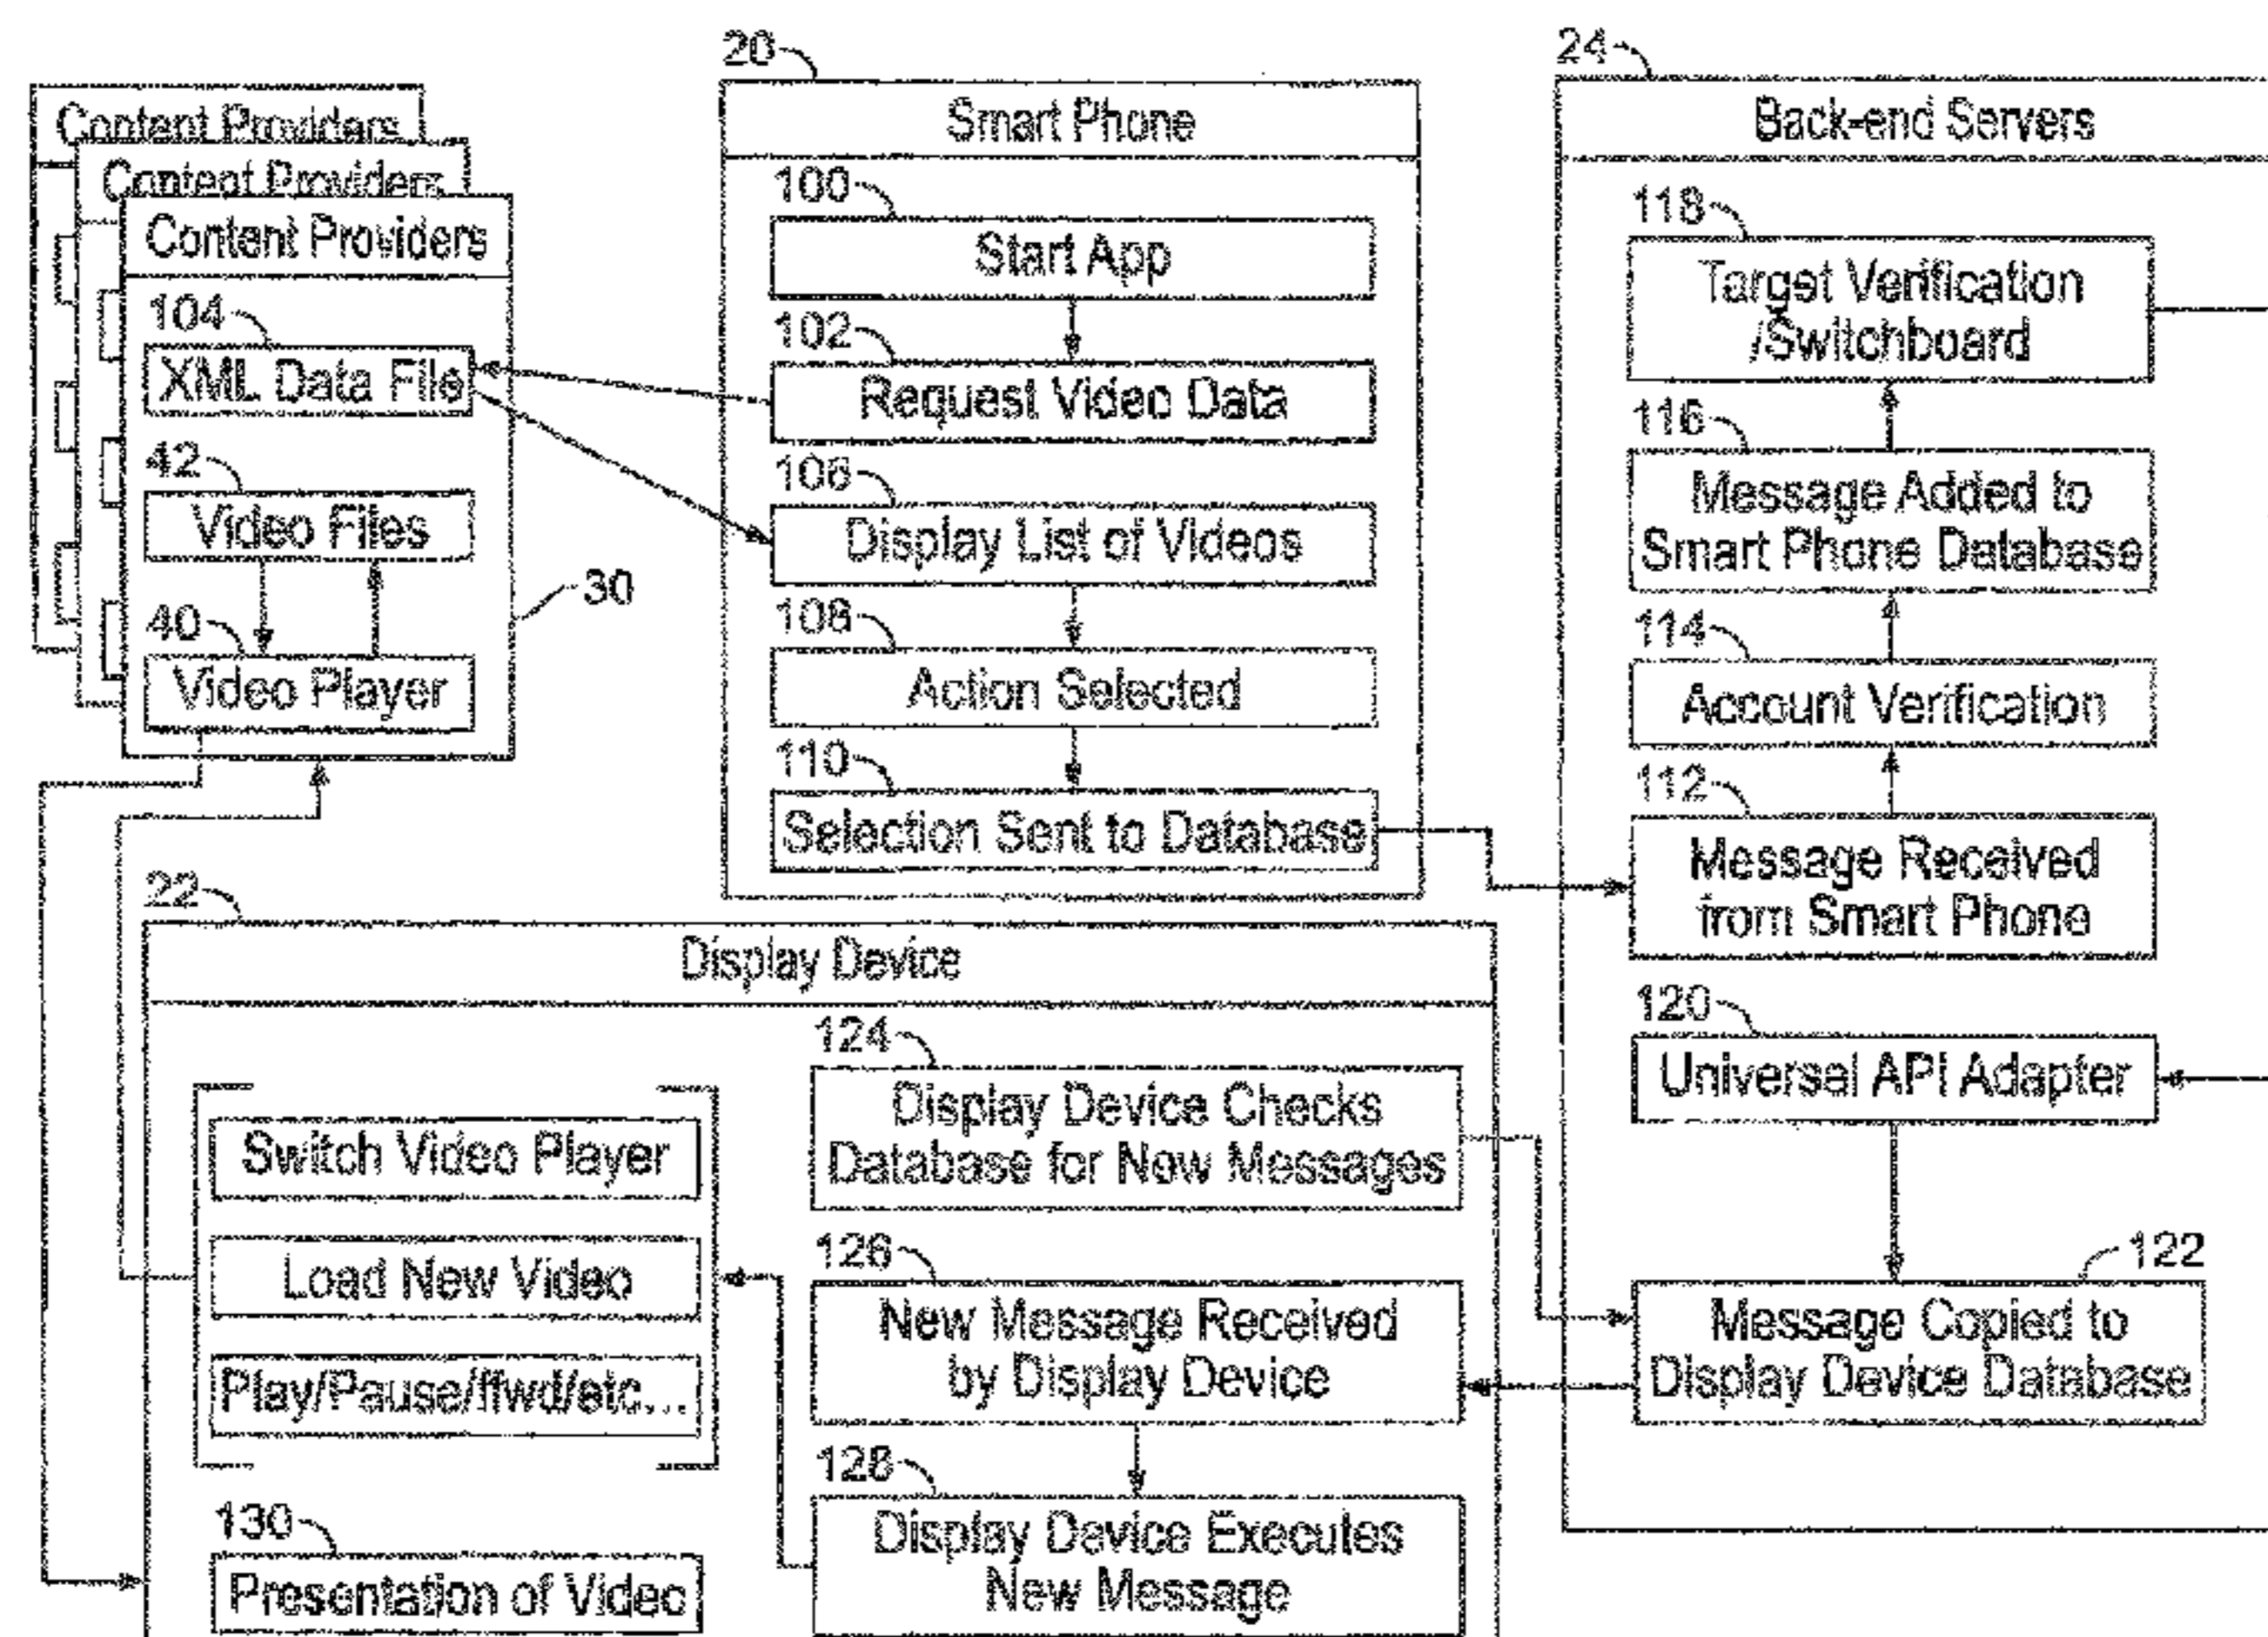 Content Providers
Content Providers
Content Providers
104
XML Data File
42
Video Files
40
Video Player
30
20
Smart Phone
100
Start App
102
Request Video Data
106
Display List of Videos
108
Action Selected
110
Selection Sent to Database
24
Back-end Servers
118
Target Verification
/Switchboard
116
Message Added to
Smart Phone Database
114
Account Verification
112
Message Received
from Smart Phone
120
Universal API Adapter
122
Message Copied to
Display Device Database
22
Display Device
124
Display Device Checks
Database for New Messages
126
New Message Received
by Display Device
128
Display Device Executes
New Message
Switch Video Player
Load New Video
Play/Pause/ffwd/etc...
130
Presentation of Video